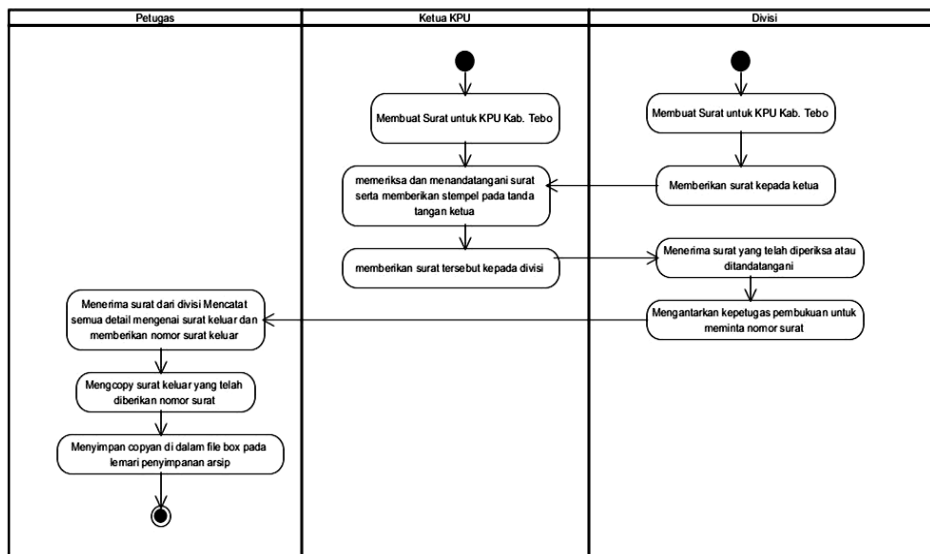 Petugas
Ketua KPU
Divisi
Membuat Surat untuk KPU Kab. Tebo
Membuat Surat untuk KPU Kab. Tebo
memeriksa dan menandatangani surat
serta memberikan stempel pada tanda
tangan ketua
Memberikan surat kepada ketua
memberikan surat tersebut kepada divisi
Menerima surat yang telah diperiksa atau
ditandatangani
Menerima surat dari divisi Mencatat
semua detail mengenai surat keluar dan
memberikan nomor surat keluar
Mengantarkan kepetugas pembukuan untuk
meminta nomor surat
Mengcopy surat keluar yang telah
diberikan nomor surat
Menyimpan copyan di dalam file box pada
lemari penyimpanan arsip